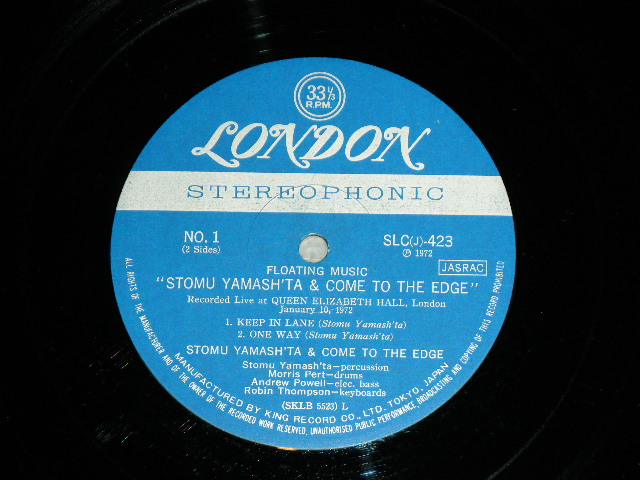 33 1/3
R.P.M.
LONDON
STEREOPHONIC
NO. 1
(2 Sides)
SLC(J)-423
Ⓟ 1972
JASRAC
FLOATING MUSIC
"STOMU YAMASH'TA & COME TO THE EDGE"
Recorded Live at QUEEN ELIZABETH HALL, London
January 10, 1972
1. KEEP IN LANE (Stomu Yamash'ta)
2. ONE WAY (Stomu Yamash'ta)
STOMU YAMASH'TA & COME TO THE EDGE
Stomu Yamash'ta—percussion
Morris Pert—drums
Andrew Powell—elec. bass
Robin Thompson—keyboards
(SKLB 5523) L
MANUFACTURED BY KING RECORD CO., LTD. TOKYO, JAPAN
ALL RIGHTS OF THE MANUFACTURER AND OF THE OWNER OF THE RECORDED WORK RESERVED, UNAUTHORISED PUBLIC PERFORMANCE, BROADCASTING AND COPYING OF THIS RECORD PROHIBITED